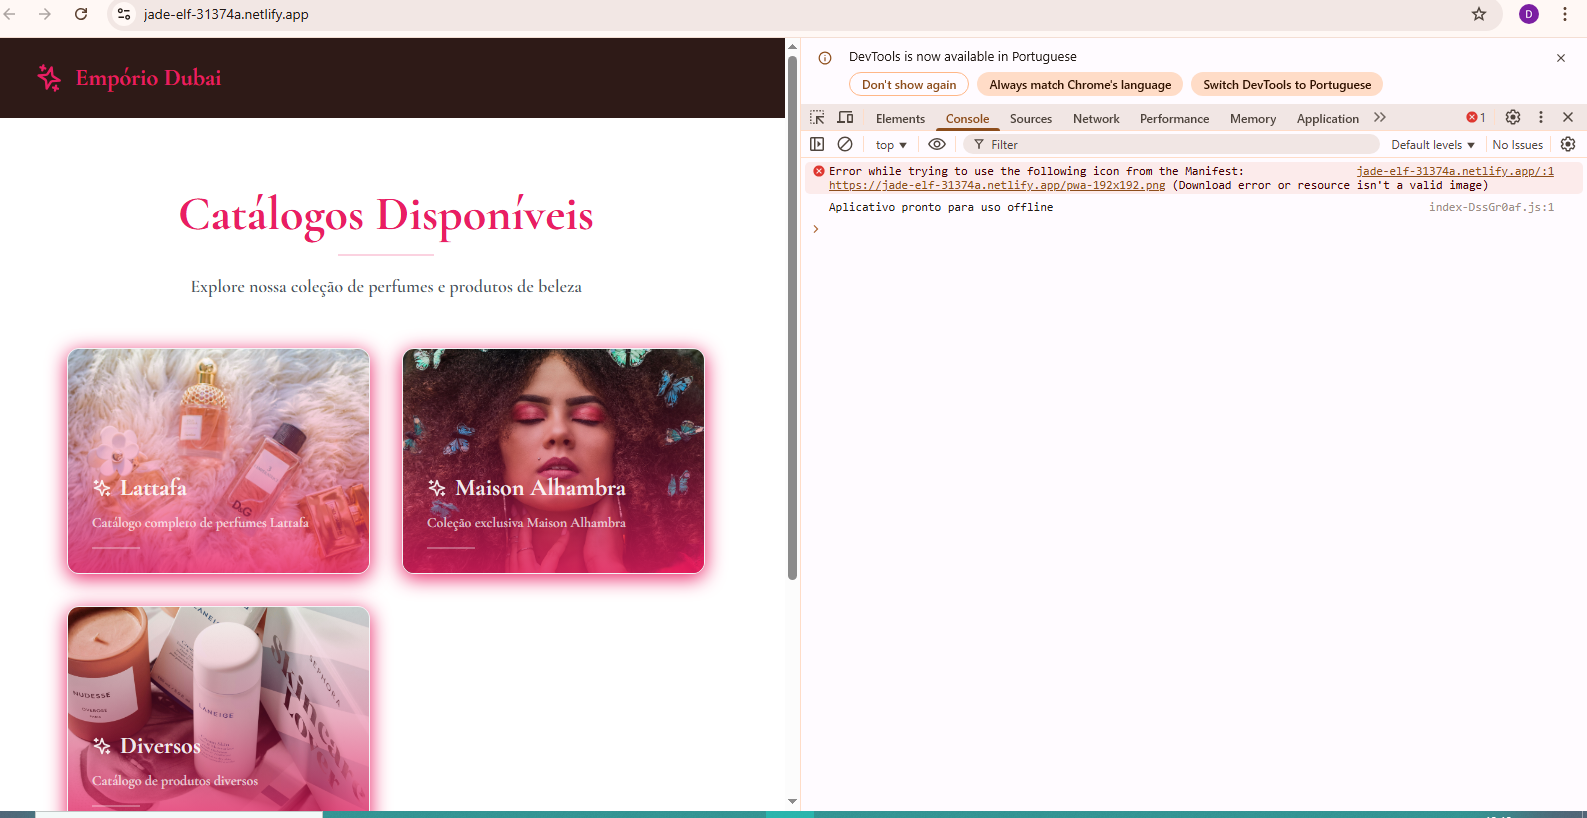 jade-elf-31374a.netlify.app
D
Empório Dubai
Catálogos Disponíveis
Explore nossa coleção de perfumes e produtos de beleza
D&G
Lattafa
Catálogo completo de perfumes Lattafa
Maison Alhambra
Coleção exclusiva Maison Alhambra
NUDESSE
LANEIGE
SEPHORA
Diversos
Catálogo de produtos diversos
DevTools is now available in Portuguese
Don't show again
Always match Chrome's language
Switch DevTools to Portuguese
Elements Console Sources Network Performance Memory Application 1
top Filter Default levels No Issues
Error while trying to use the following icon from the Manifest: jade-elf-31374a.netlify.app/:1
https://jade-elf-31374a.netlify.app/pwa-192x192.png (Download error or resource isn't a valid image)
Aplicativo pronto para uso offline index-DssGr0af.js:1